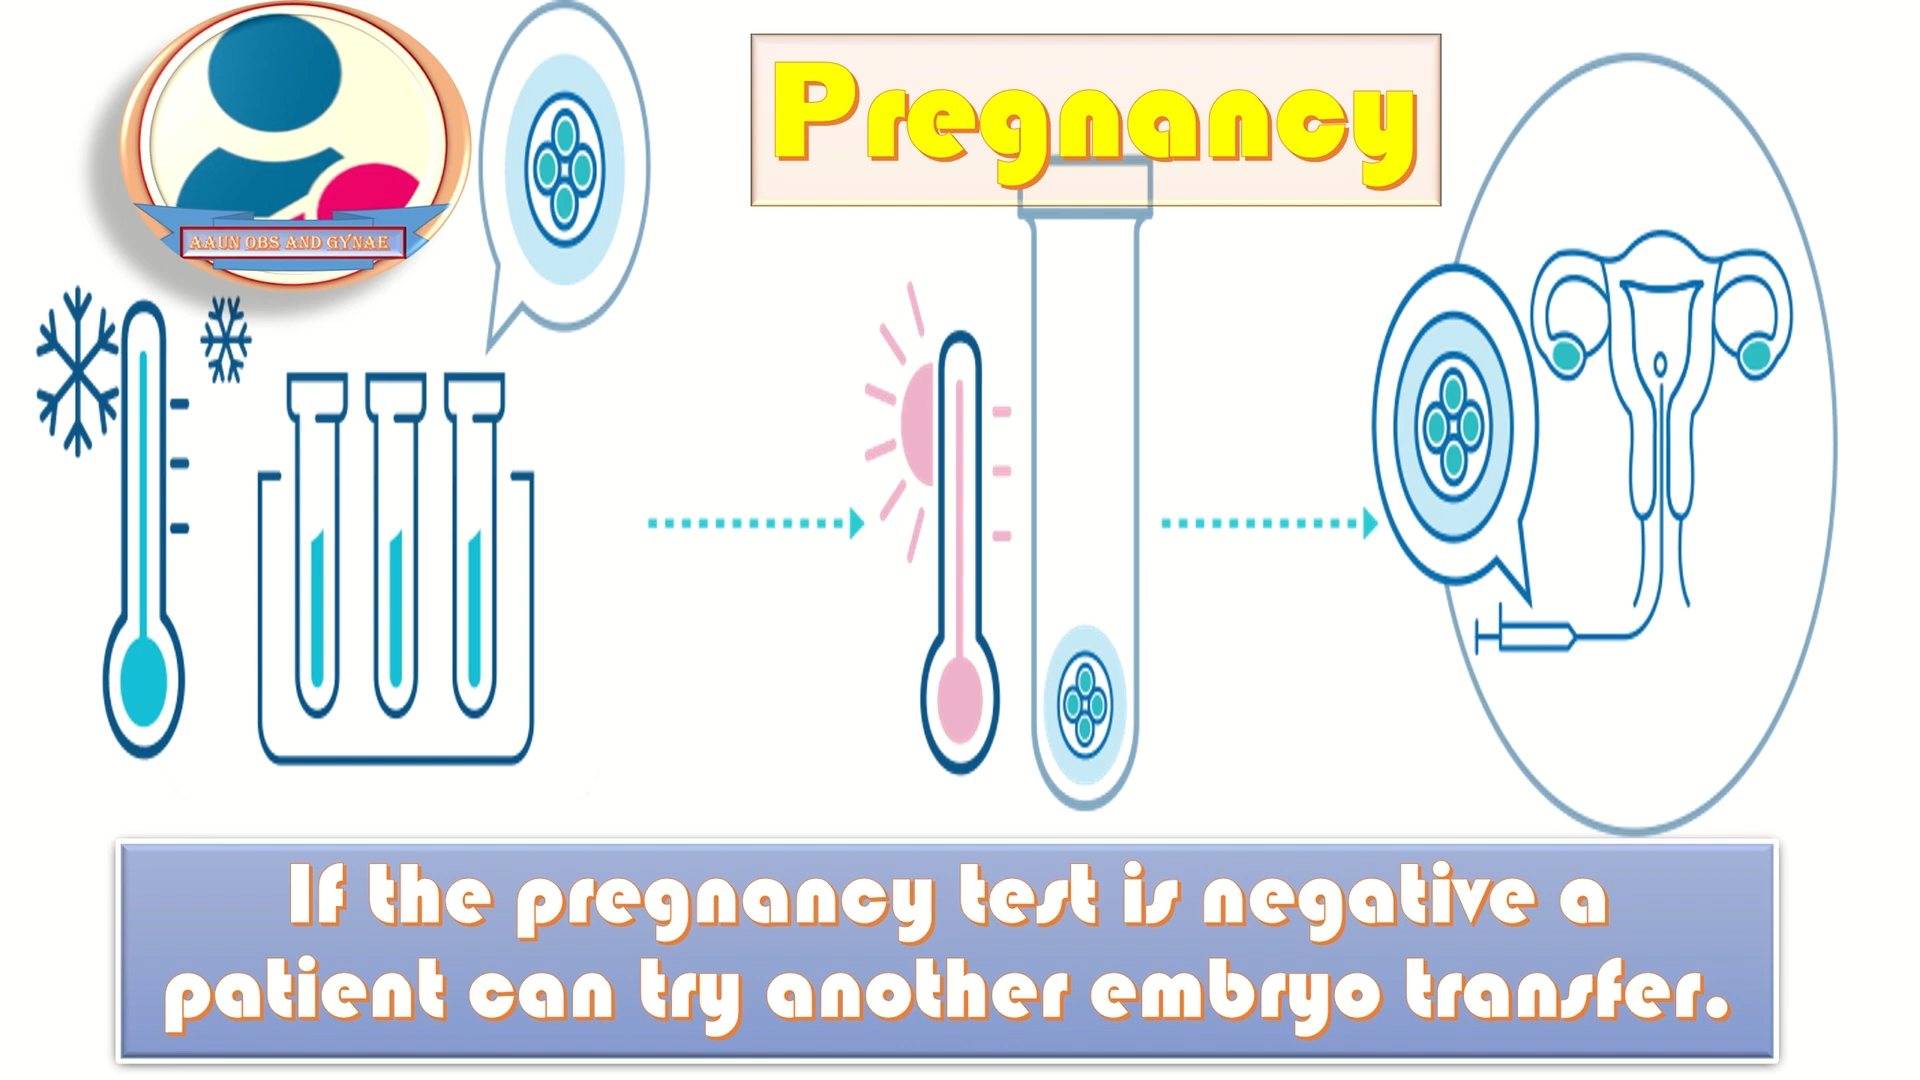 Pregnancy
AAUN OBS AND GYNAE
If the pregnancy test is negative a
patient can try another embryo transfer.